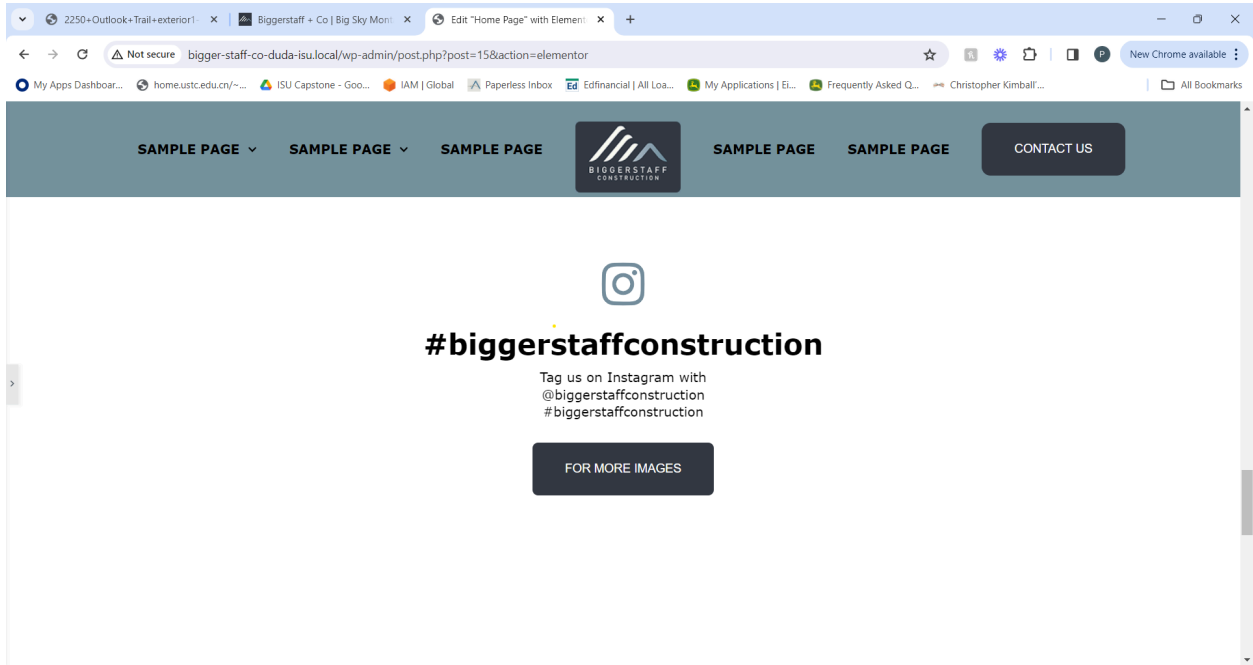 2250+Outlook+Trail+exterior1-
Biggerstaff + Co | Big Sky Mont
Edit "Home Page" with Element
Not secure bigger-staff-co-duda-isu.local/wp-admin/post.php?post=15&action=elementor
P
New Chrome available
My Apps Dashboar... home.ustc.edu.cn/~... ISU Capstone - Goo... IAM | Global Paperless Inbox Ed Edfinancial | All Loa... My Applications | Ei... Frequently Asked Q... Christopher Kimball'... All Bookmarks
SAMPLE PAGE SAMPLE PAGE SAMPLE PAGE
BIGGERSTAFF
CONSTRUCTION
SAMPLE PAGE SAMPLE PAGE CONTACT US
#biggerstaffconstruction
Tag us on Instagram with
@biggerstaffconstruction
#biggerstaffconstruction
FOR MORE IMAGES